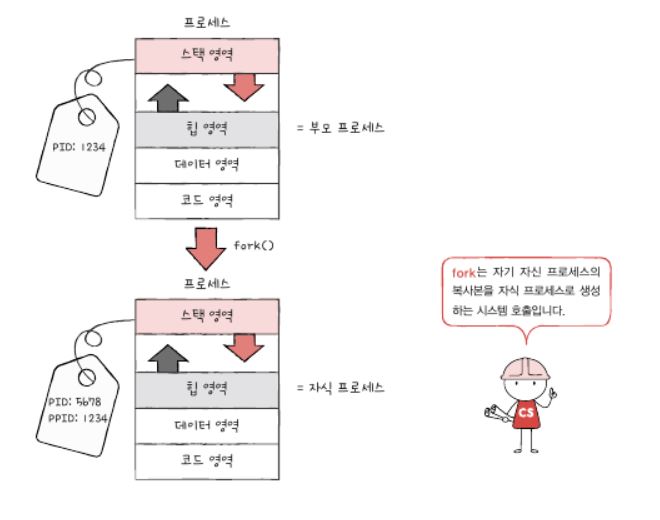 프로세스
스택 영역
힙 영역
= 부모 프로세스
PID: 1234
데이터 영역
코드 영역
fork()
프로세스
스택 영역
힙 영역
= 자식 프로세스
PID: 5678
PPID: 1234
데이터 영역
코드 영역
fork는 자기 자신 프로세스의
복사본을 자식 프로세스로 생성
하는 시스템 호출입니다.
CS